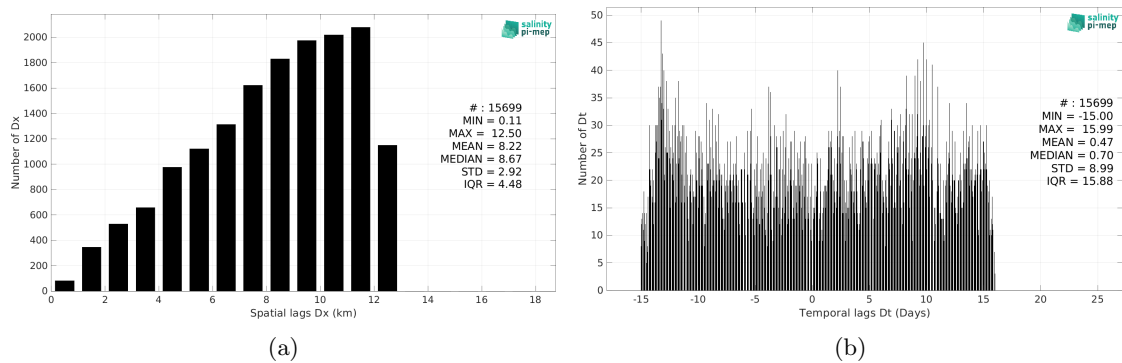 salinity
pi-mep
2000
1800
1600
1400
1200
1000
800
600
400
200
0
Number of Dx
# : 15699
MIN = 0.11
MAX = 12.50
MEAN = 8.22
MEDIAN = 8.67
STD = 2.92
IQR = 4.48
0 2 4 6 8 10 12 14 16 18
Spatial lags Dx (km)
(a)
salinity
pi-mep
50
45
40
35
30
25
20
15
10
5
0
Number of Dt
# : 15699
MIN = -15.00
MAX = 15.99
MEAN = 0.47
MEDIAN = 0.70
STD = 8.99
IQR = 15.88
-15 -10 -5 0 5 10 15 20 25
Temporal lags Dt (Days)
(b)